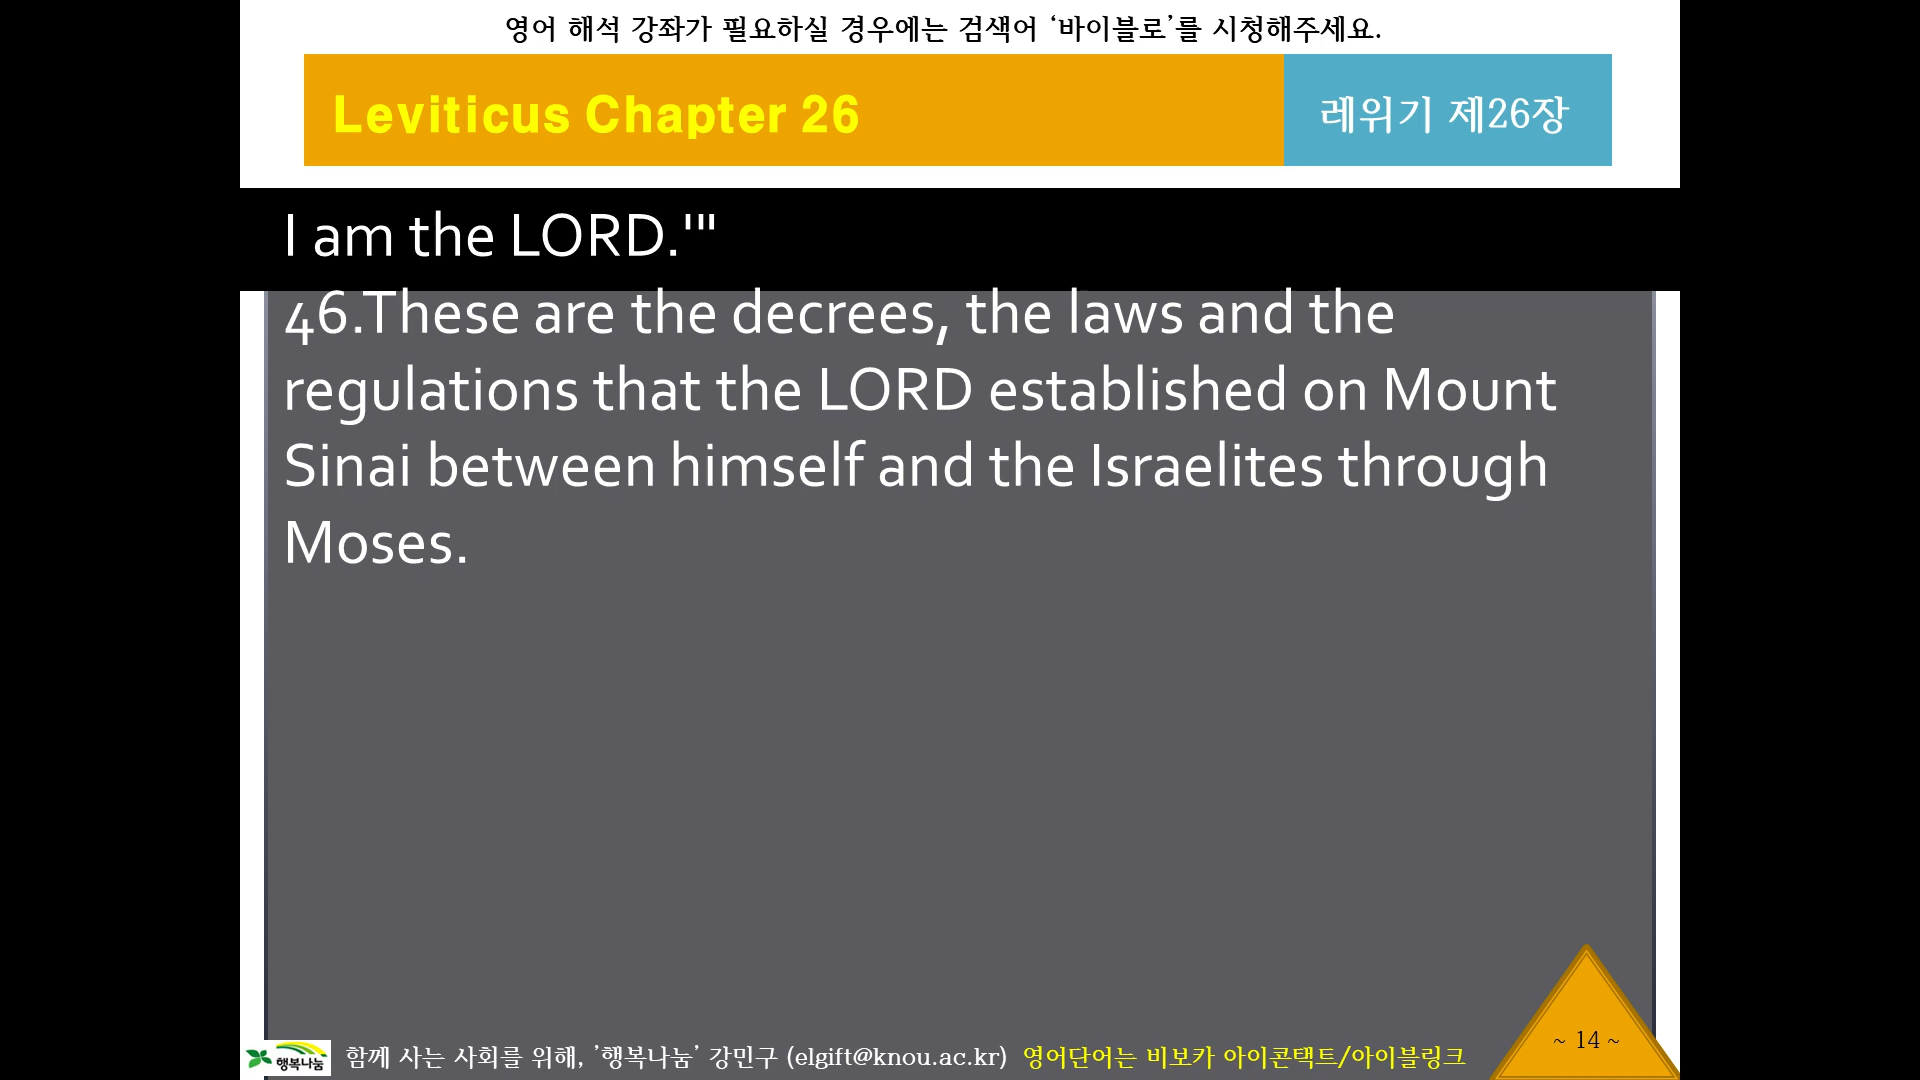 영어 해석 강좌가 필요하실 경우에는 검색어 ‘바이블로’를 시청해주세요.
Leviticus Chapter 26
레위기 제26장
I am the LORD.'"
46.These are the decrees, the laws and the
regulations that the LORD established on Mount
Sinai between himself and the Israelites through
Moses.
~ 14 ~
행복나눔
함께 사는 사회를 위해, ’행복나눔’ 강민구 (elgift@knou.ac.kr) 영어단어는 비보카 아이콘택트/아이블링크